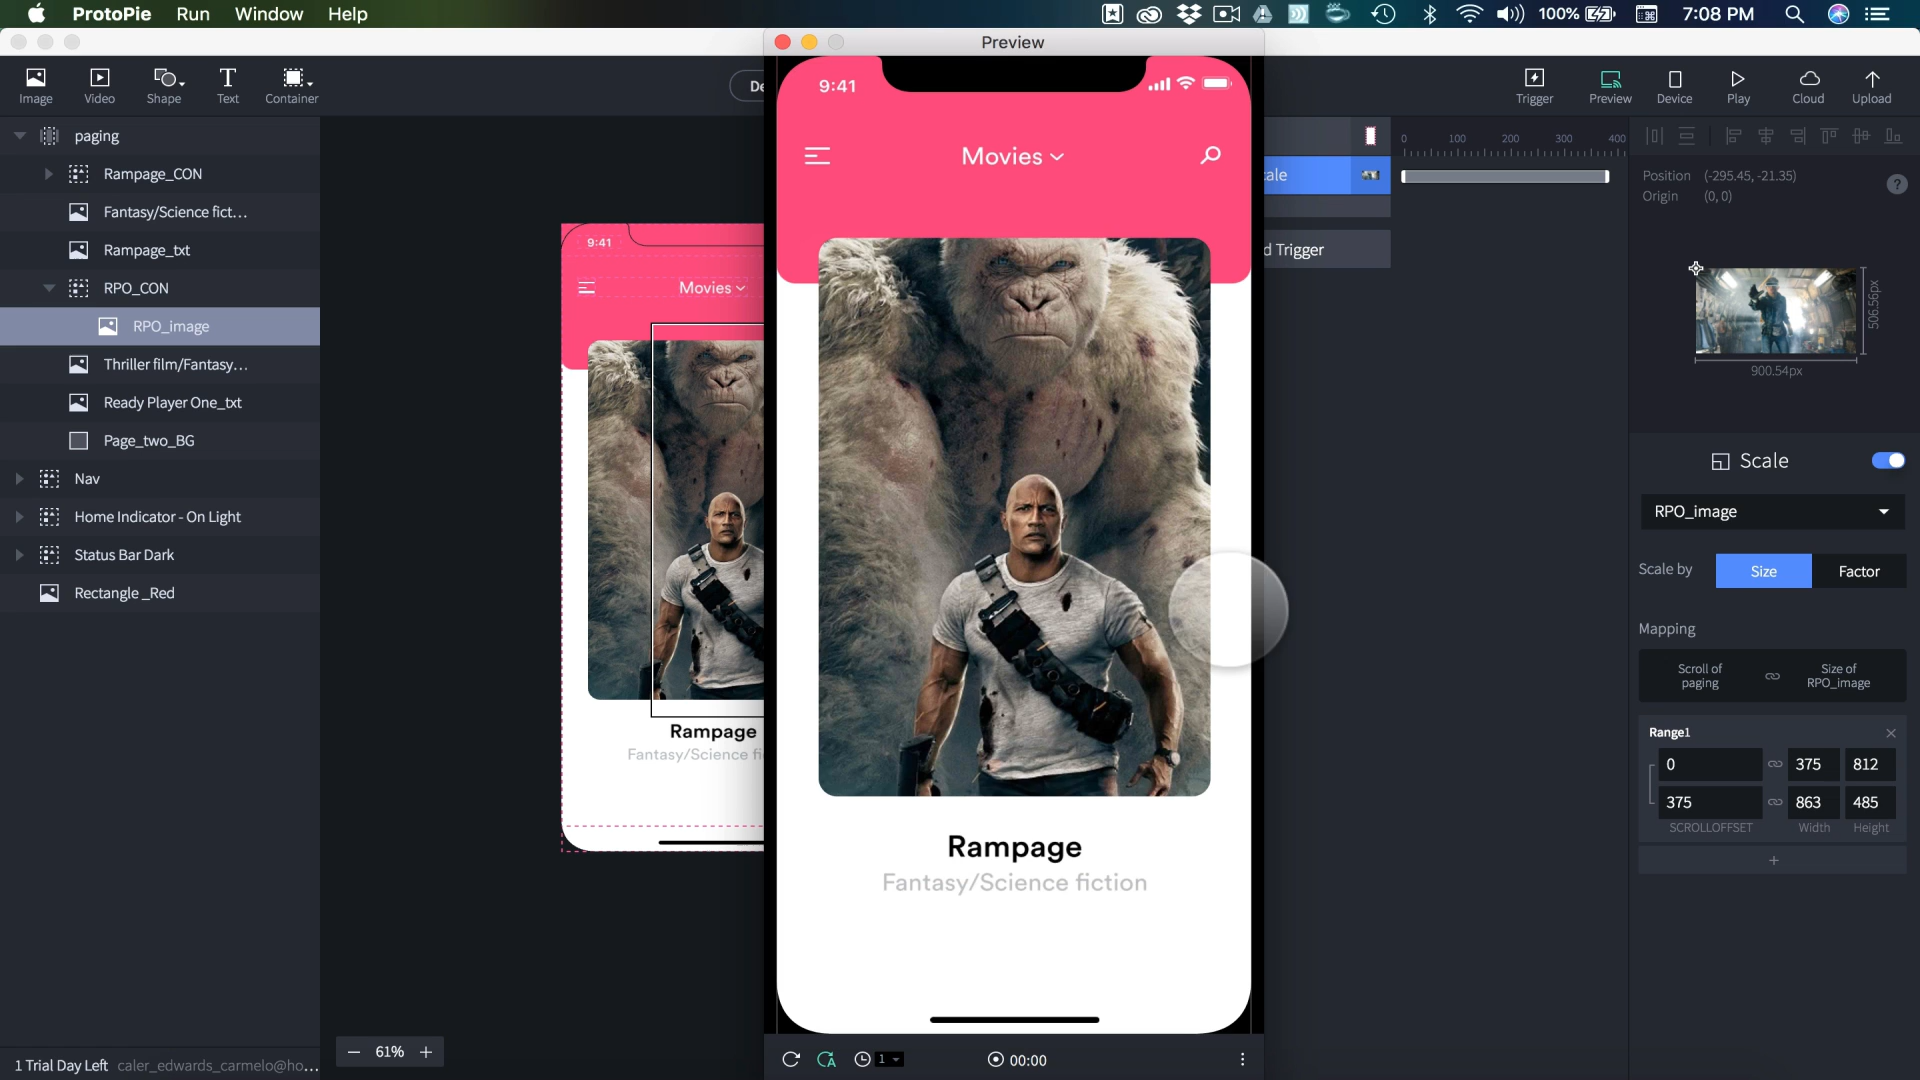 ProtoPie Run Window Help
100% 7:08 PM
Preview
Image Video Shape Text Container
De
Trigger Preview Device Play Cloud Upload
paging
Rampage_CON
Fantasy/Science fict...
Rampage_txt
RPO_CON
RPO_image
Thriller film/Fantasy...
Ready Player One_txt
Page_two_BG
Nav
Home Indicator - On Light
Status Bar Dark
Rectangle _Red
1 Trial Day Left caler_edwards_carmelo@ho...
9:41
Movies
Rampage
Fantasy/Science fi
61%
9:41
Movies
Rampage
Fantasy/Science fiction
1
00:00
cale
d Trigger
0 100 200 300 400
Position (-295.45, -21.35)
Origin (0, 0)
?
506.56px
900.54px
Scale
RPO_image
Scale by Size Factor
Mapping
Scroll of paging
Size of RPO_image
Range1
0 375 812
375 863 485
SCROLLOFFSET Width Height